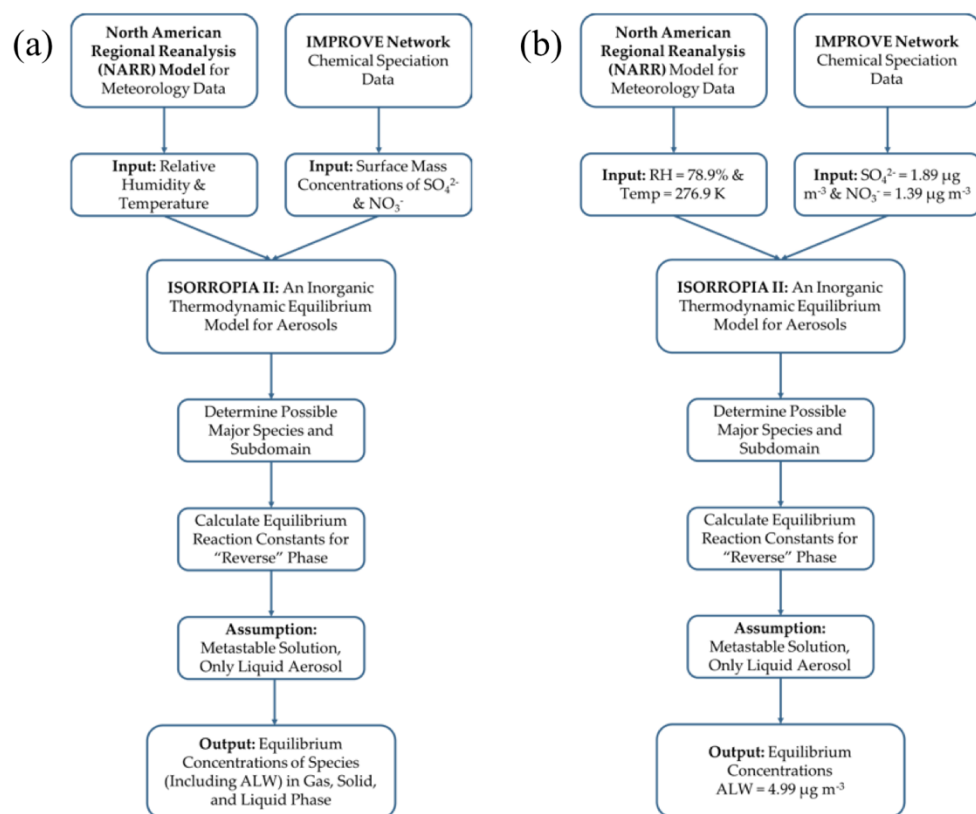 (a)
North American
Regional Reanalysis
(NARR) Model for
Meteorology Data
IMPROVE Network
Chemical Speciation
Data
Input: Relative
Humidity &
Temperature
Input: Surface Mass
Concentrations of SO₄²⁻
& NO₃⁻
ISORROPIA II: An Inorganic
Thermodynamic Equilibrium
Model for Aerosols
Determine Possible
Major Species and
Subdomain
Calculate Equilibrium
Reaction Constants for
“Reverse” Phase
Assumption:
Metastable Solution,
Only Liquid Aerosol
Output: Equilibrium
Concentrations of Species
(Including ALW) in Gas, Solid,
and Liquid Phase
(b)
North American
Regional Reanalysis
(NARR) Model for
Meteorology Data
IMPROVE Network
Chemical Speciation
Data
Input: RH = 78.9% &
Temp = 276.9 K
Input: SO₄²⁻ = 1.89 µg
m⁻³ & NO₃⁻ = 1.39 µg m⁻³
ISORROPIA II: An Inorganic
Thermodynamic Equilibrium
Model for Aerosols
Determine Possible
Major Species and
Subdomain
Calculate Equilibrium
Reaction Constants for
“Reverse” Phase
Assumption:
Metastable Solution,
Only Liquid Aerosol
Output: Equilibrium
Concentrations
ALW = 4.99 µg m⁻³